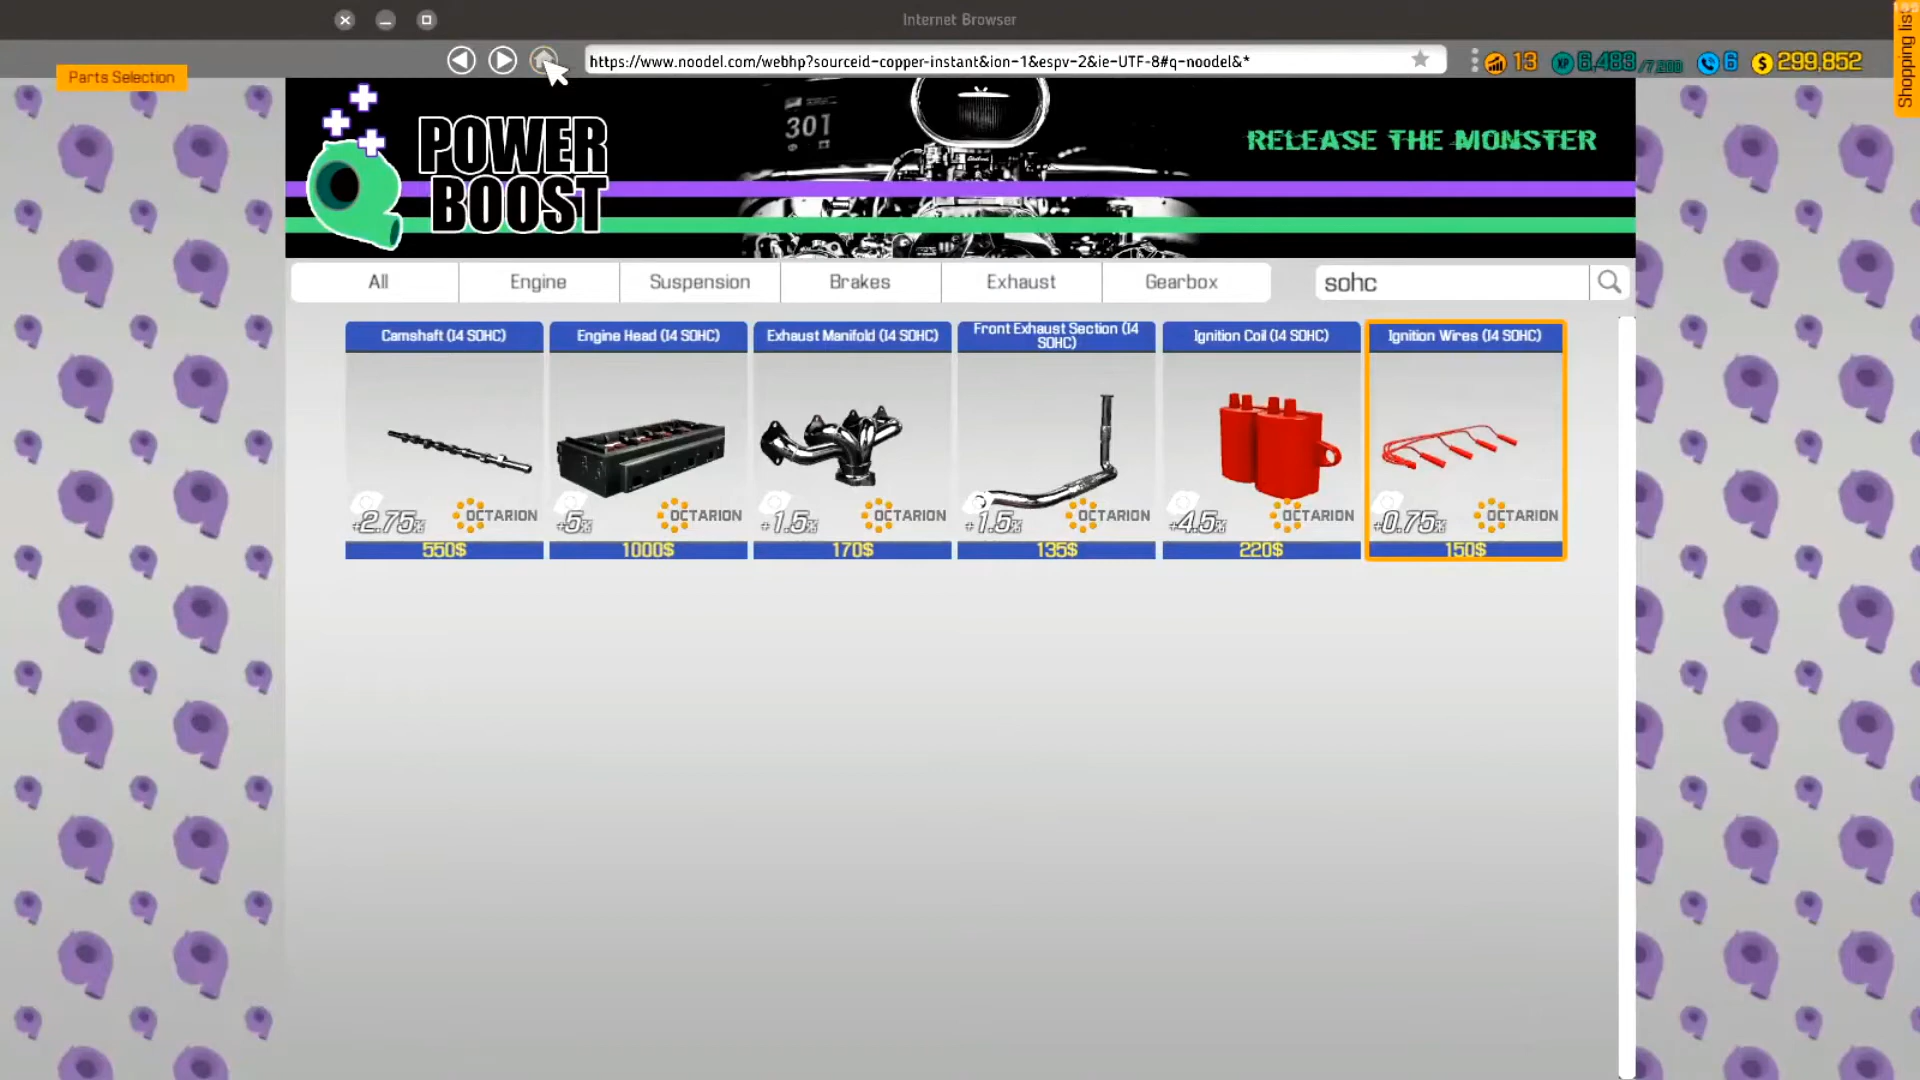 Internet Browser
https://www.noodel.com/webhp?sourceid-copper-instant&ion-1&espv-2&ie-UTF-8#q-noodel&*
13
XP 6,488/7,280
6
$ 299,852
Shopping list
Parts Selection
POWER
BOOST
301
RELEASE THE MONSTER
All
Engine
Suspension
Brakes
Exhaust
Gearbox
sohc
Camshaft (I4 SOHC)
Engine Head (I4 SOHC)
Exhaust Manifold (I4 SOHC)
Front Exhaust Section (I4
SOHC)
Ignition Coil (I4 SOHC)
Ignition Wires (I4 SOHC)
+2.75%
OCTARION
+5%
OCTARION
+1.5%
OCTARION
+1.5%
OCTARION
+4.5%
OCTARION
+0.75%
OCTARION
550$
1000$
170$
135$
220$
150$